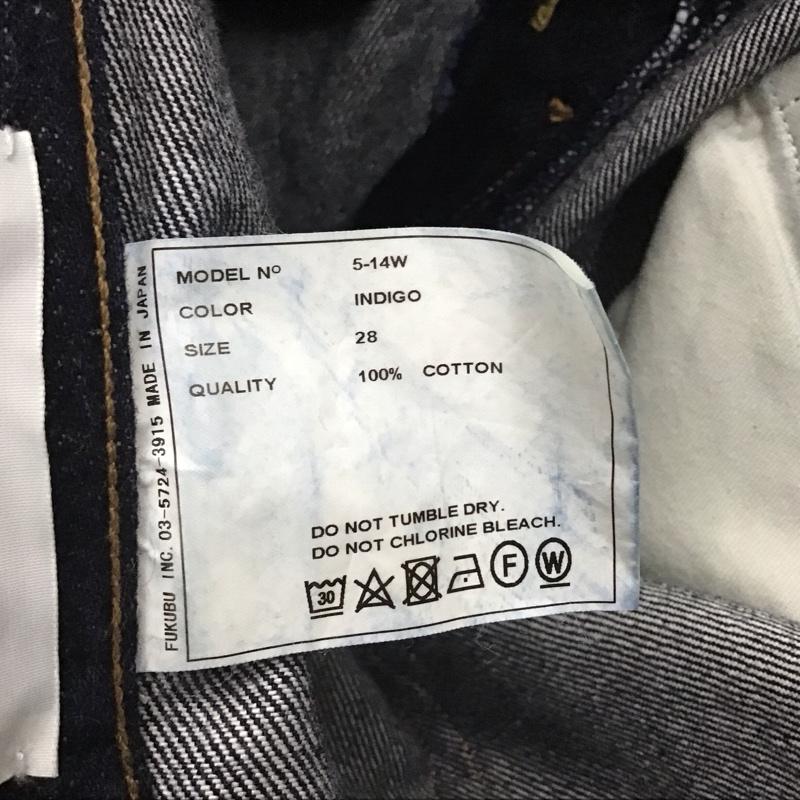 MODEL Nº 5-14W
COLOR INDIGO
SIZE 28
QUALITY 100% COTTON
DO NOT TUMBLE DRY.
DO NOT CHLORINE BLEACH.
30 F W
FUKUBU INC. 03-5724-3915 MADE IN JAPAN